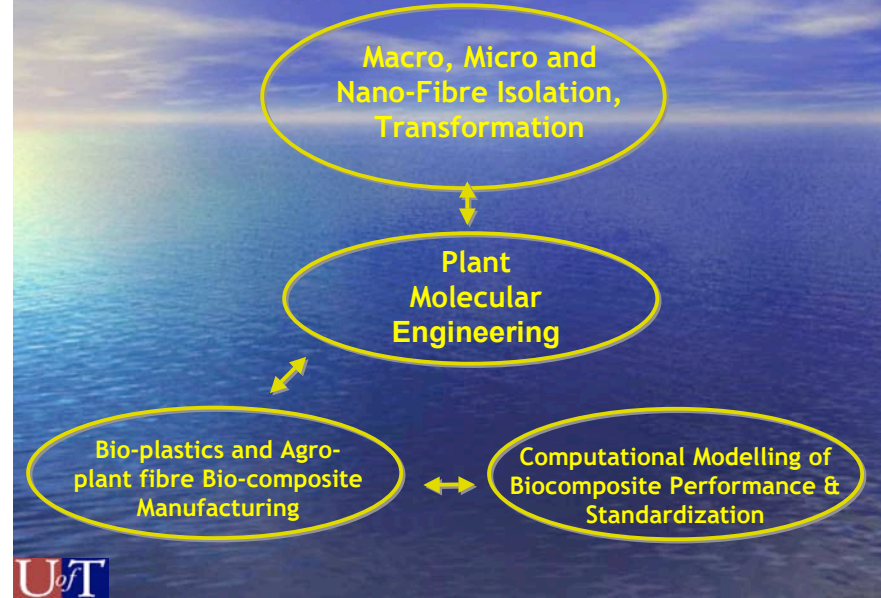 Macro, Micro and
Nano-Fibre Isolation,
Transformation
Plant
Molecular
Engineering
Bio-plastics and Agro-
plant fibre Bio-composite
Manufacturing
Computational Modelling of
Biocomposite Performance &
Standardization
UofT